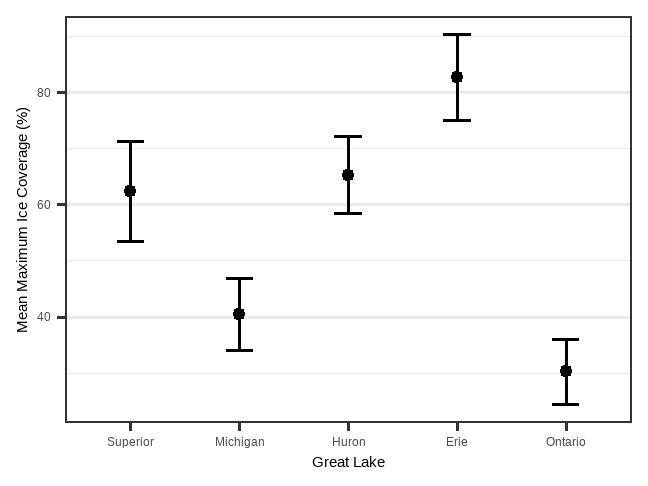 Mean Maximum Ice Coverage (%)
80
60
40
Superior Michigan Huron Erie Ontario
Great Lake